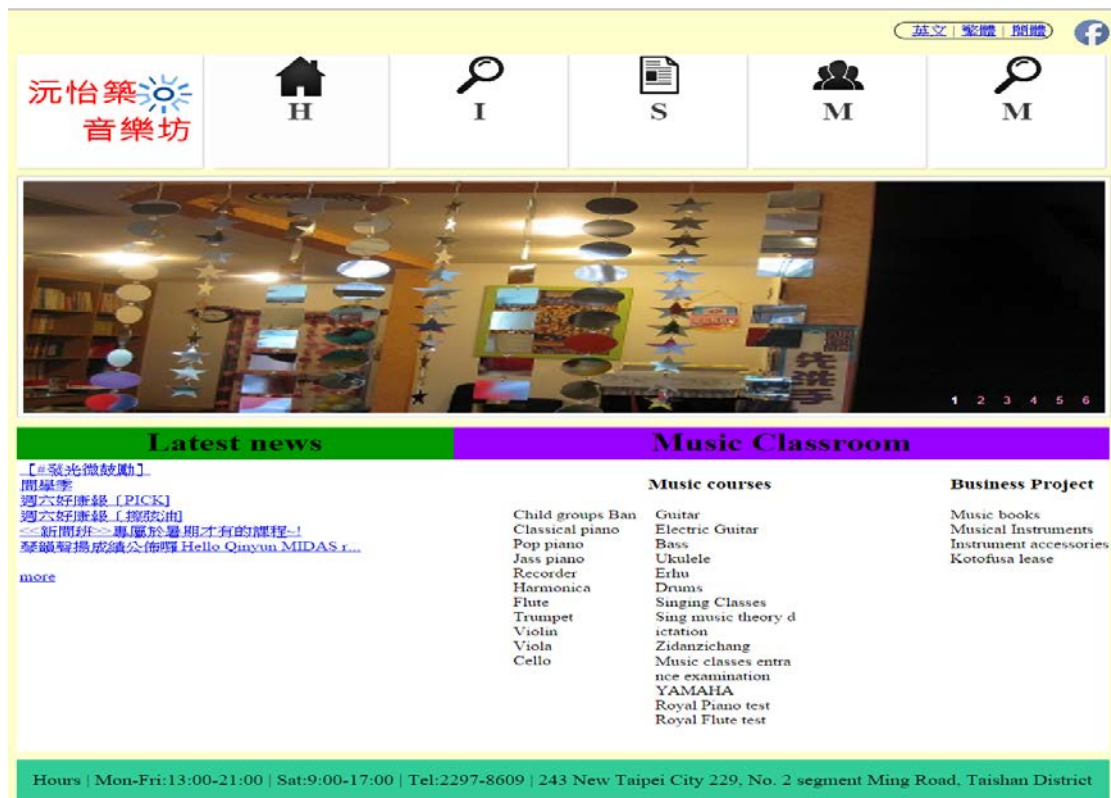 英文 | 繁體 | 簡體
沅怡築
音樂坊
H
I
S
M
M
先洗手
1 2 3 4 5 6
Latest news
Music Classroom
【#發光微鼓勵】
開學季
週六好康報〔PICK〕
週六好康報〔擦弦油〕
<<新開班>>專屬於暑期才有的課程~!
琴韻聲揚成績公佈囉 Hello Qinyun MIDAS r...
more
Music courses
Child groups Ban
Classical piano
Pop piano
Jass piano
Recorder
Harmonica
Flute
Trumpet
Violin
Viola
Cello
Guitar
Electric Guitar
Bass
Ukulele
Erhu
Drums
Singing Classes
Sing music theory d
ictation
Zidanzichang
Music classes entra
nce examination
YAMAHA
Royal Piano test
Royal Flute test
Business Project
Music books
Musical Instruments
Instrument accessories
Kotofusa lease
Hours | Mon-Fri:13:00-21:00 | Sat:9:00-17:00 | Tel:2297-8609 | 243 New Taipei City 229, No. 2 segment Ming Road, Taishan District